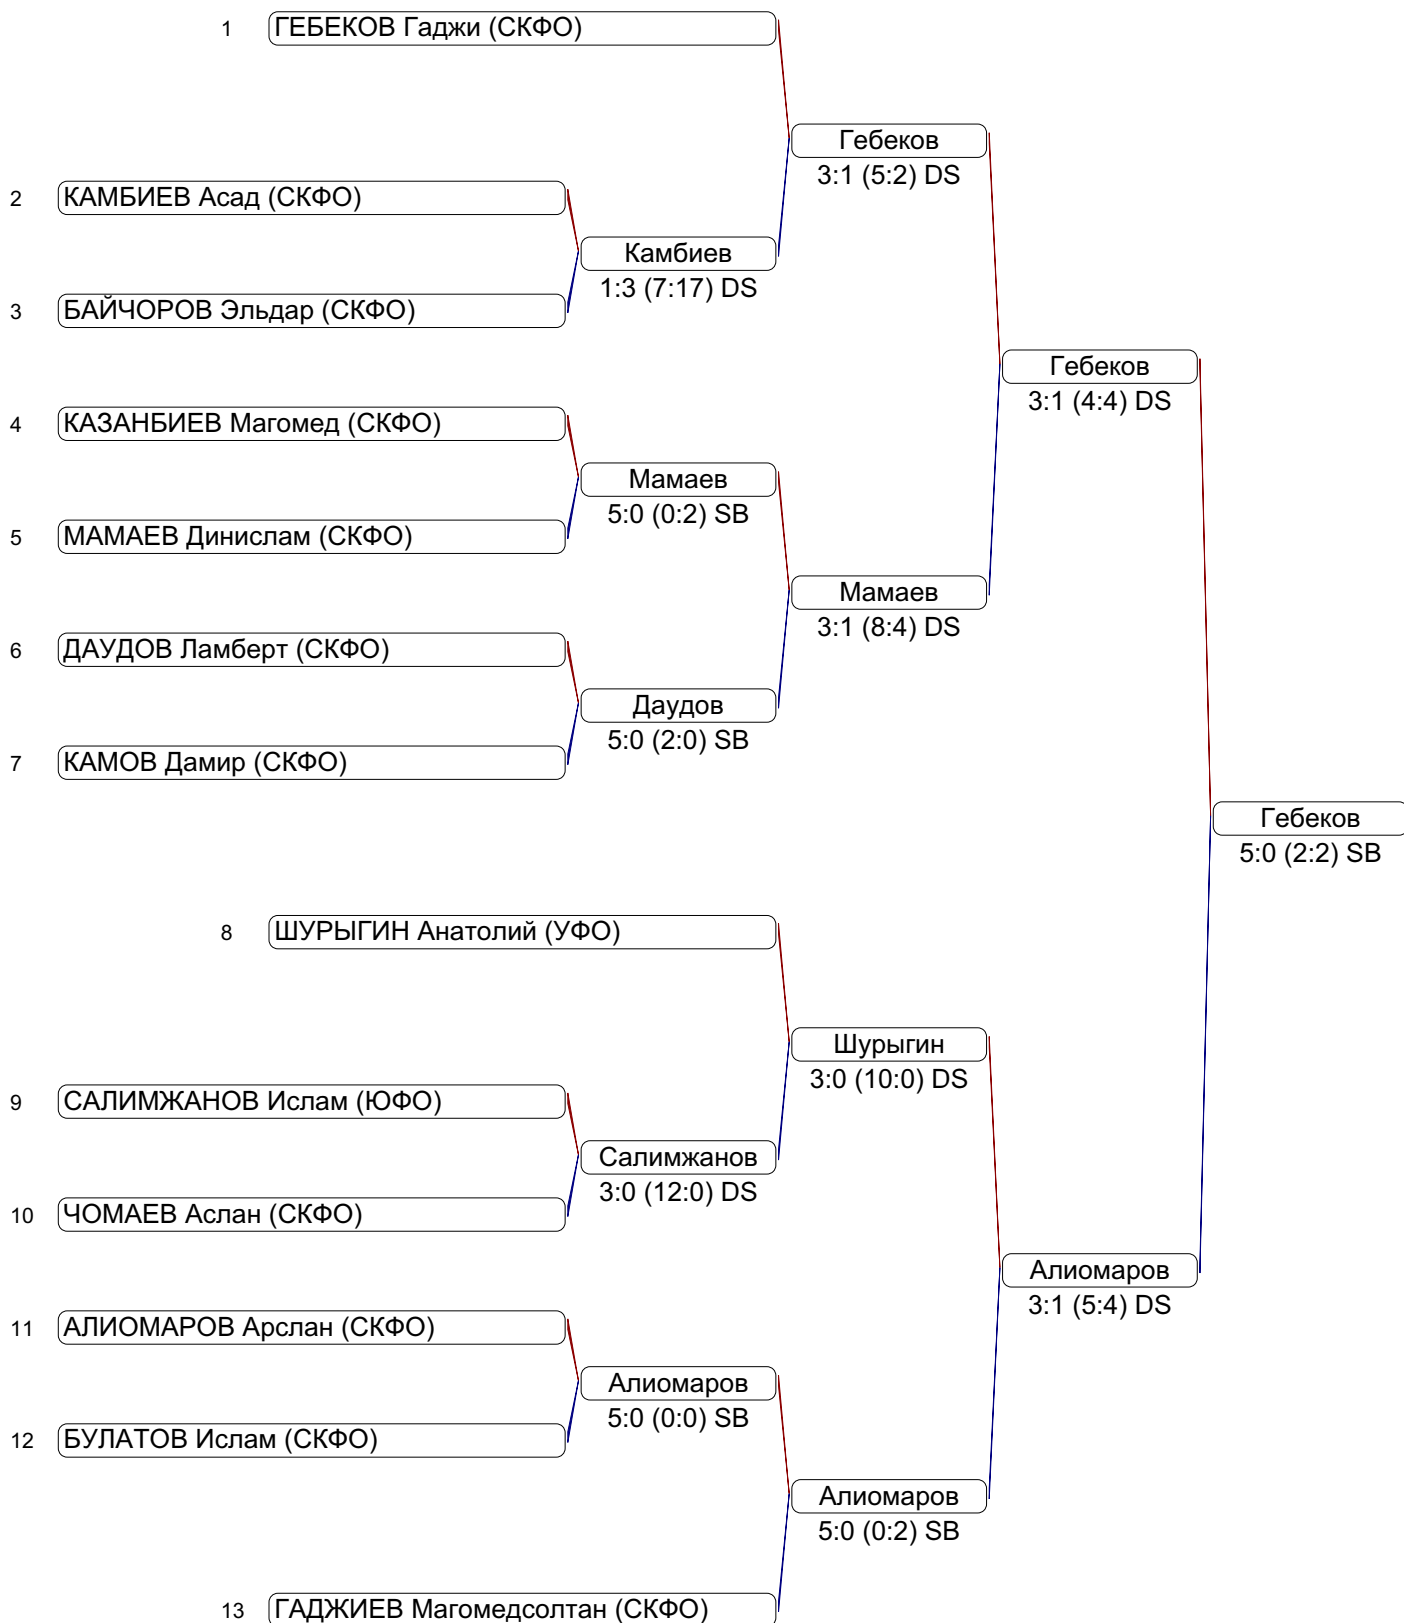 1 ГЕБЕКОВ Гаджи (СКФО)
Гебеков
3:1 (5:2) DS
2 КАМБИЕВ Асад (СКФО)
Камбиев
1:3 (7:17) DS
3 БАЙЧОРОВ Эльдар (СКФО)
Гебеков
3:1 (4:4) DS
4 КАЗАНБИЕВ Магомед (СКФО)
Мамаев
5:0 (0:2) SB
5 МАМАЕВ Динислам (СКФО)
Мамаев
3:1 (8:4) DS
6 ДАУДОВ Ламберт (СКФО)
Даудов
5:0 (2:0) SB
7 КАМОВ Дамир (СКФО)
Гебеков
5:0 (2:2) SB
8 ШУРЫГИН Анатолий (УФО)
Шурыгин
3:0 (10:0) DS
9 САЛИМЖАНОВ Ислам (ЮФО)
Салимжанов
3:0 (12:0) DS
10 ЧОМАЕВ Аслан (СКФО)
Алиомаров
3:1 (5:4) DS
11 АЛИОМАРОВ Арслан (СКФО)
Алиомаров
5:0 (0:0) SB
12 БУЛАТОВ Ислам (СКФО)
Алиомаров
5:0 (0:2) SB
13 ГАДЖИЕВ Магомедсолтан (СКФО)